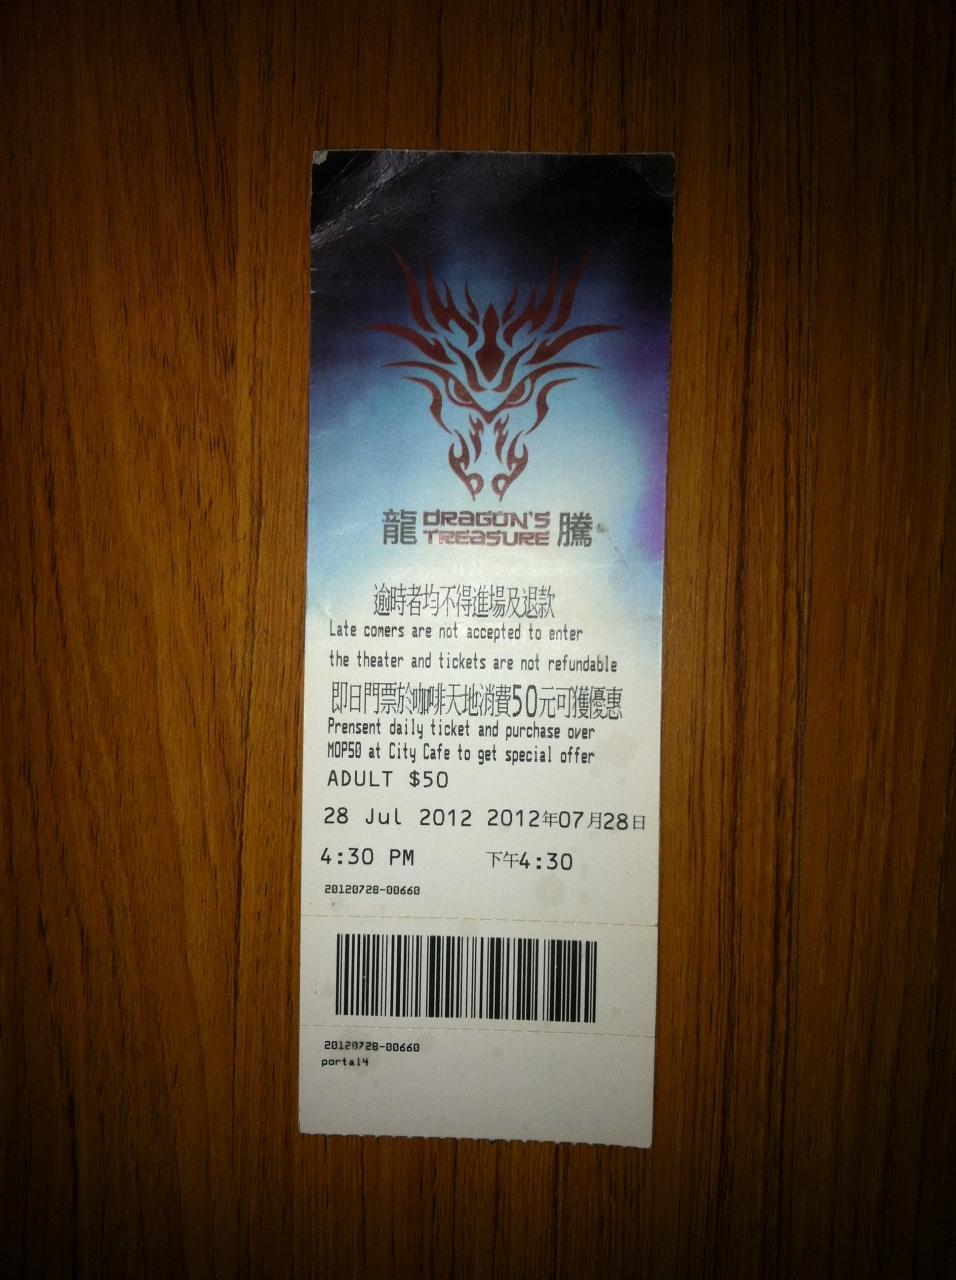 龍 DRAGON'S TREASURE 騰
逾時者均不得進場及退款
Late comers are not accepted to enter
the theater and tickets are not refundable
即日門票於咖啡天地消費50元可獲優惠
Prensent daily ticket and purchase over
MOP50 at City Cafe to get special offer
ADULT $50
28 Jul 2012 2012年07月28日
4:30 PM 下午4:30
20120728-00660
20120728-00660
portal4